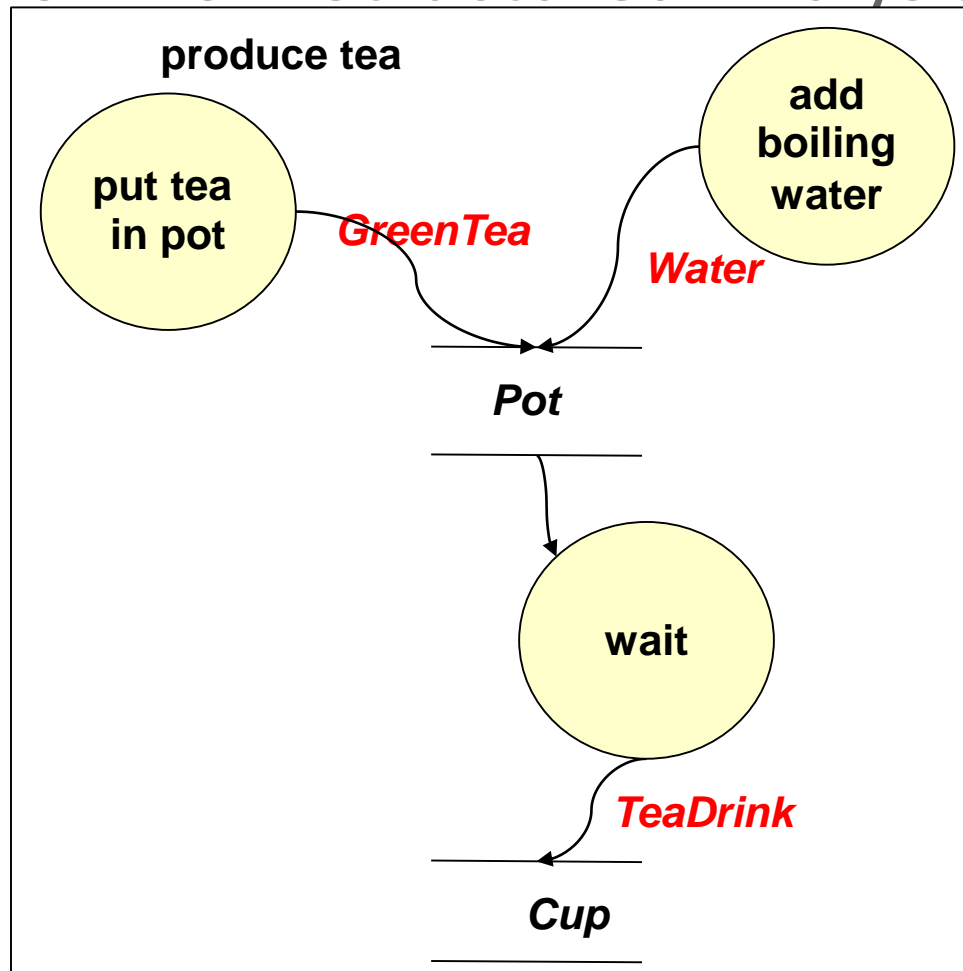 produce tea
add
boiling
water
put tea
in pot
GreenTea
Water
Pot
wait
TeaDrink
Cup